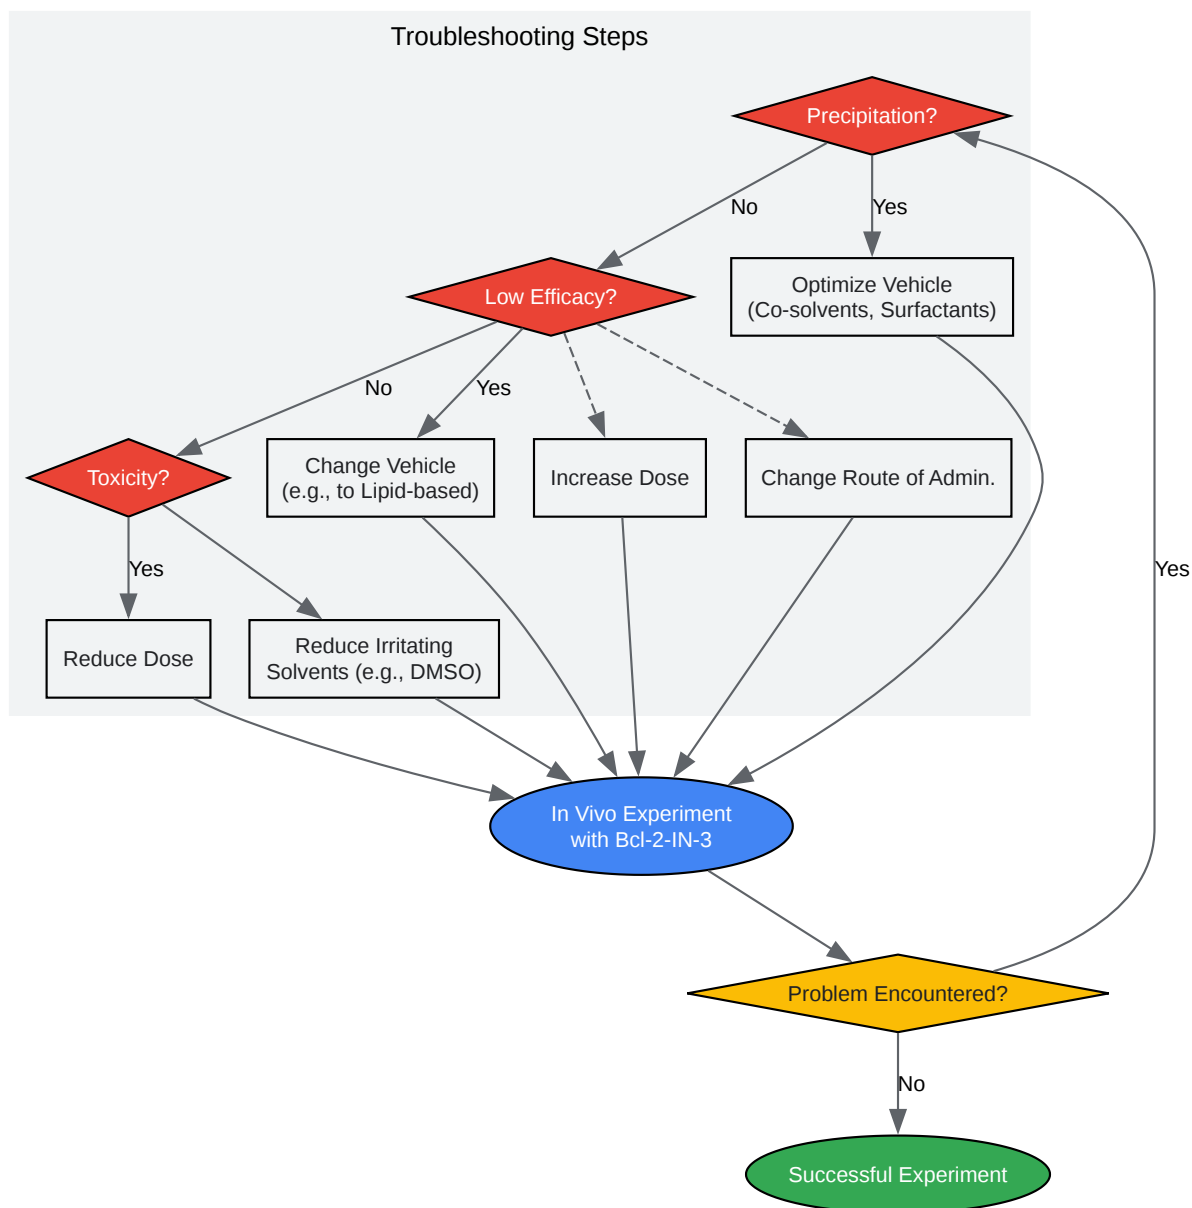 Troubleshooting Steps
Precipitation?
No
Yes
Low Efficacy?
Optimize Vehicle
(Co-solvents, Surfactants)
No
Yes
Toxicity?
Change Vehicle
(e.g., to Lipid-based)
Increase Dose
Change Route of Admin.
Yes
Yes
Reduce Dose
Reduce Irritating
Solvents (e.g., DMSO)
In Vivo Experiment
with Bcl-2-IN-3
Problem Encountered?
No
Successful Experiment